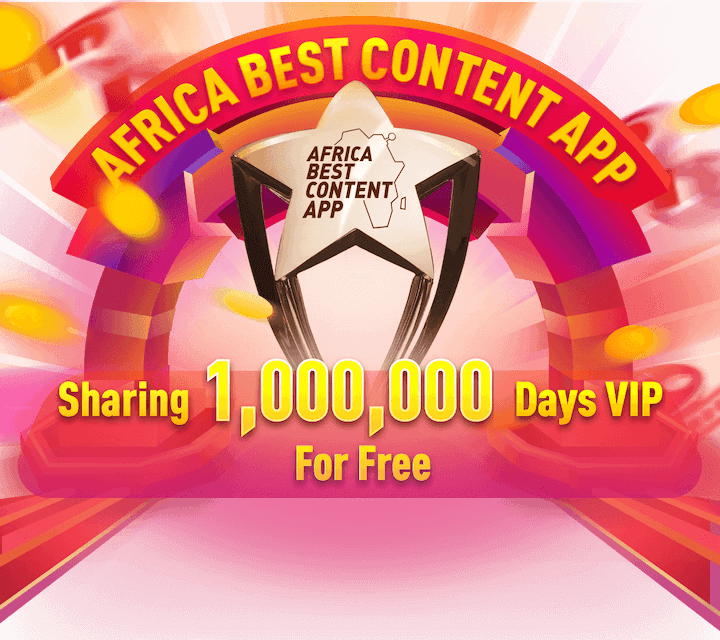 AFRICA BEST CONTENT APP
AFRICA
BEST
CONTENT
APP
Sharing 1,000,000 Days VIP
For Free